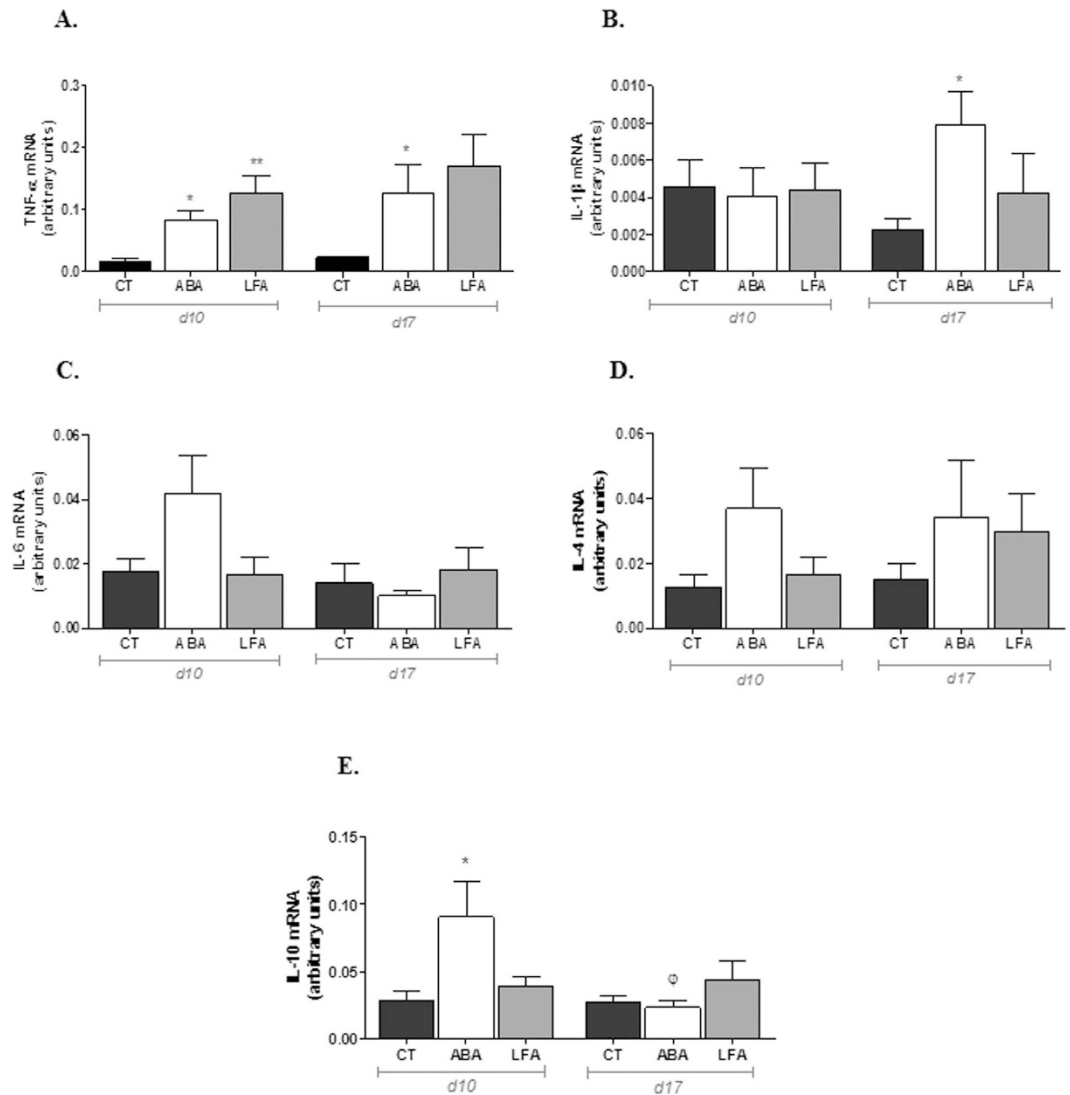 A.
TNF-α mRNA
(arbitrary units)
0.3
0.2
0.1
0.0
* ** *
CT ABA LFA CT ABA LFA
d10 d17
B.
IL-1β mRNA
(arbitrary units)
0.010
0.008
0.006
0.004
0.002
0.000
*
CT ABA LFA CT ABA LFA
d10 d17
C.
IL-6 mRNA
(arbitrary units)
0.06
0.04
0.02
0.00
CT ABA LFA CT ABA LFA
d10 d17
D.
IL-4 mRNA
(arbitrary units)
0.06
0.04
0.02
0.00
CT ABA LFA CT ABA LFA
d10 d17
E.
IL-10 mRNA
(arbitrary units)
0.15
0.10
0.05
0.00
* φ
CT ABA LFA CT ABA LFA
d10 d17